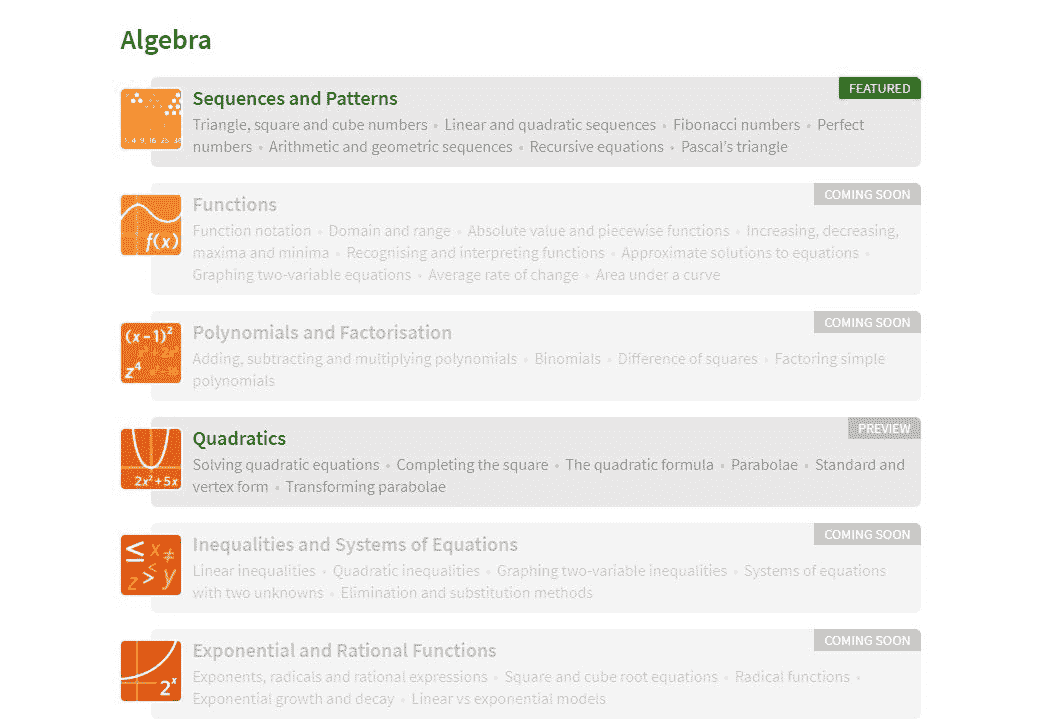 Algebra
FEATURED
Sequences and Patterns
Triangle, square and cube numbers • Linear and quadratic sequences • Fibonacci numbers • Perfect
numbers • Arithmetic and geometric sequences • Recursive equations • Pascal's triangle
1 4 9 16 25 36
COMING SOON
Functions
Function notation • Domain and range • Absolute value and piecewise functions • Increasing, decreasing,
maxima and minima • Recognising and interpreting functions • Approximate solutions to equations •
Graphing two-variable equations • Average rate of change • Area under a curve
f(x)
COMING SOON
Polynomials and Factorisation
Adding, subtracting and multiplying polynomials • Binomials • Difference of squares • Factoring simple
polynomials
(x-1)²
z⁴
PREVIEW
Quadratics
Solving quadratic equations • Completing the square • The quadratic formula • Parabolae • Standard and
vertex form • Transforming parabolae
2x²+5x
COMING SOON
Inequalities and Systems of Equations
Linear inequalities • Quadratic inequalities • Graphing two-variable inequalities • Systems of equations
with two unknowns • Elimination and substitution methods
≤ x ≠
z > < y
COMING SOON
Exponential and Rational Functions
Exponents, radicals and rational expressions • Square and cube root equations • Radical functions •
Exponential growth and decay • Linear vs exponential models
2ˣ